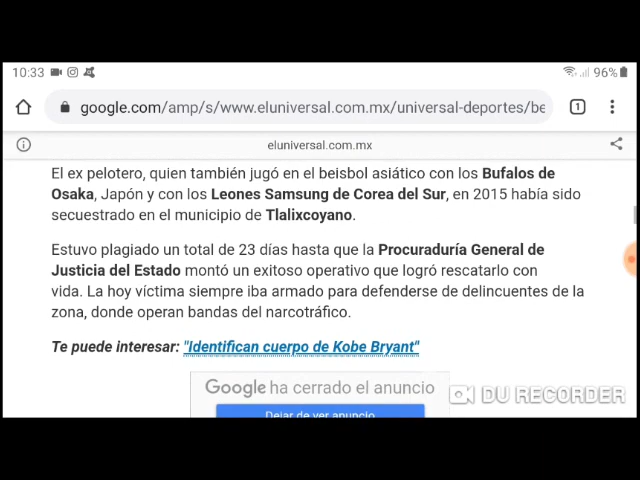 10:33
96%
google.com/amp/s/www.eluniversal.com.mx/universal-deportes/be
1
eluniversal.com.mx
El ex pelotero, quien también jugó en el beisbol asiático con los Bufalos de
Osaka, Japón y con los Leones Samsung de Corea del Sur, en 2015 había sido
secuestrado en el municipio de Tlalixcoyano.
Estuvo plagiado un total de 23 días hasta que la Procuraduría General de
Justicia del Estado montó un exitoso operativo que logró rescatarlo con
vida. La hoy víctima siempre iba armado para defenderse de delincuentes de la
zona, donde operan bandas del narcotráfico.
Te puede interesar: "Identifican cuerpo de Kobe Bryant"
Google ha cerrado el anuncio
DU RECORDER
Dejar de ver anuncio